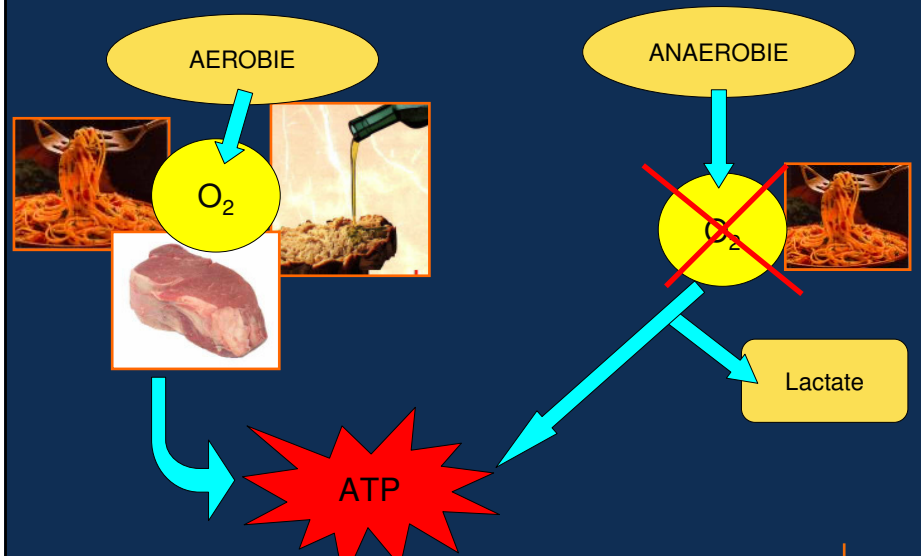 AEROBIE
ANAEROBIE
O₂
O₂
Lactate
ATP